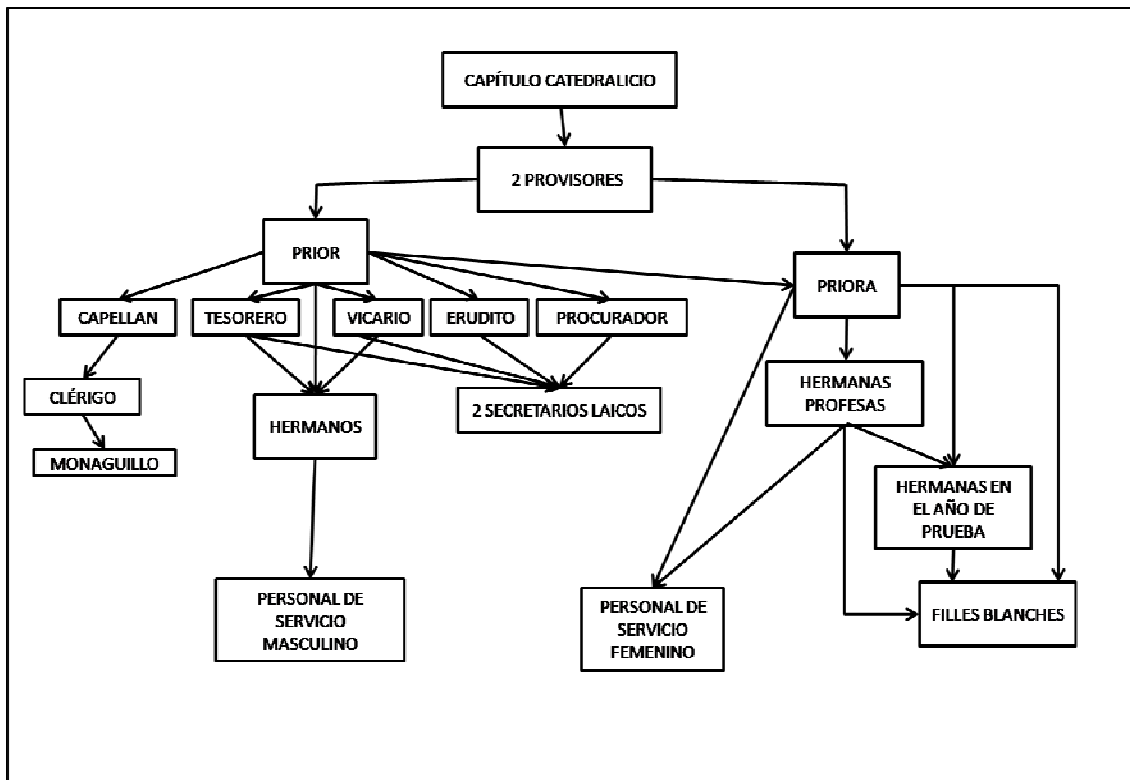 CAPÍTULO CATEDRALICIO
2 PROVISORES
PRIOR
PRIORA
CAPELLAN
TESORERO
VICARIO
ERUDITO
PROCURADOR
CLÉRIGO
HERMANOS
2 SECRETARIOS LAICOS
HERMANAS
PROFESAS
MONAGUILLO
HERMANAS EN
EL AÑO DE
PRUEBA
PERSONAL DE
SERVICIO
MASCULINO
PERSONAL DE
SERVICIO
FEMENINO
FILLES BLANCHES